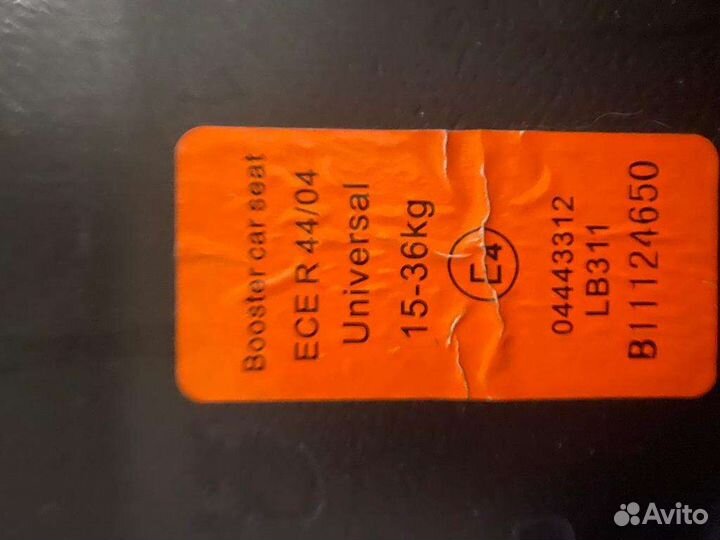 Booster car seat
ECE R 44/04
Universal
15-36kg
E4
04443312
LB311
B11124650
Avito